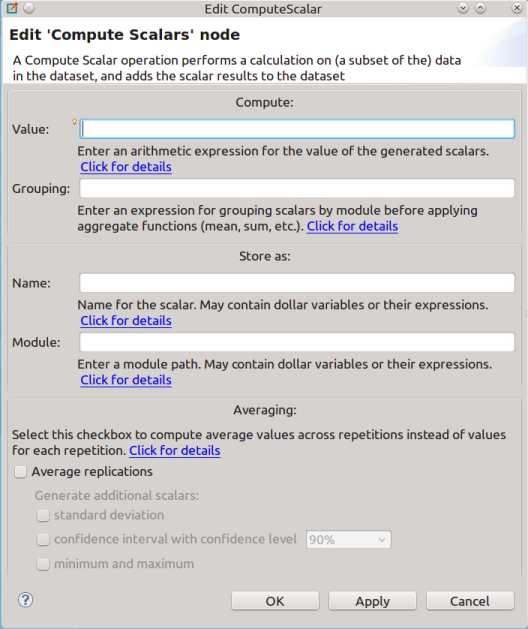 Edit ComputeScalar
Edit 'Compute Scalars' node
A Compute Scalar operation performs a calculation on (a subset of the) data
in the dataset, and adds the scalar results to the dataset
Compute:
Value:
Enter an arithmetic expression for the value of the generated scalars.
Click for details
Grouping:
Enter an expression for grouping scalars by module before applying
aggregate functions (mean, sum, etc.). Click for details
Store as:
Name:
Name for the scalar. May contain dollar variables or their expressions.
Click for details
Module:
Enter a module path. May contain dollar variables or their expressions.
Click for details
Averaging:
Select this checkbox to compute average values across repetitions instead of values
for each repetition. Click for details
Average replications
Generate additional scalars:
standard deviation
confidence interval with confidence level 90%
minimum and maximum
? OK Apply Cancel